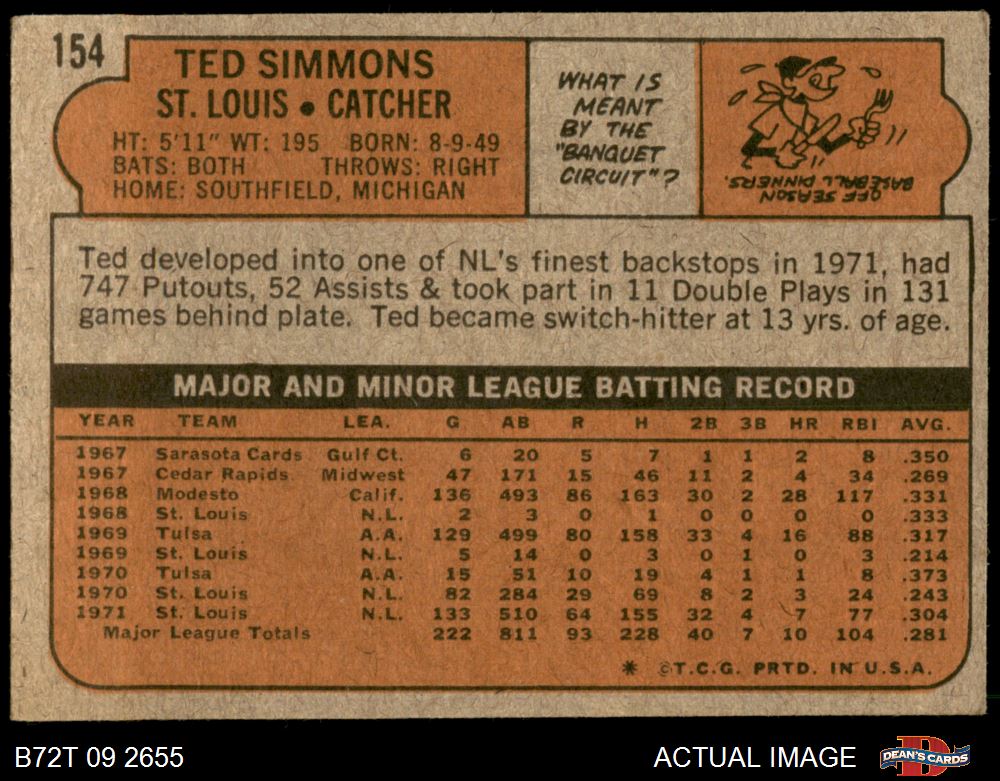 154
TED SIMMONS
ST. LOUIS • CATCHER
HT: 5'11" WT: 195 BORN: 8-9-49
BATS: BOTH THROWS: RIGHT
HOME: SOUTHFIELD, MICHIGAN
WHAT IS
MEANT
BY THE
"BANQUET
CIRCUIT"?
OFF SEASON
BASEBALL DINNERS.
Ted developed into one of NL's finest backstops in 1971, had
747 Putouts, 52 Assists & took part in 11 Double Plays in 131
games behind plate. Ted became switch-hitter at 13 yrs. of age.
MAJOR AND MINOR LEAGUE BATTING RECORD
YEAR TEAM LEA. G AB R H 2B 3B HR RBI AVG.
1967 Sarasota Cards Gulf Ct. 6 20 5 7 1 1 2 8 .350
1967 Cedar Rapids Midwest 47 171 15 46 11 2 4 34 .269
1968 Modesto Calif. 136 493 86 163 30 2 28 117 .331
1968 St. Louis N.L. 2 3 0 1 0 0 0 0 .333
1969 Tulsa A.A. 129 499 80 158 33 4 16 88 .317
1969 St. Louis N.L. 5 14 0 3 0 1 0 3 .214
1970 Tulsa A.A. 15 51 10 19 4 1 1 8 .373
1970 St. Louis N.L. 82 284 29 69 8 2 3 24 .243
1971 St. Louis N.L. 133 510 64 155 32 4 7 77 .304
Major League Totals 222 811 93 228 40 7 10 104 .281
* ©T.C.G. PRTD. IN U.S.A.
B72T 09 2655
ACTUAL IMAGE
DEAN'S CARDS